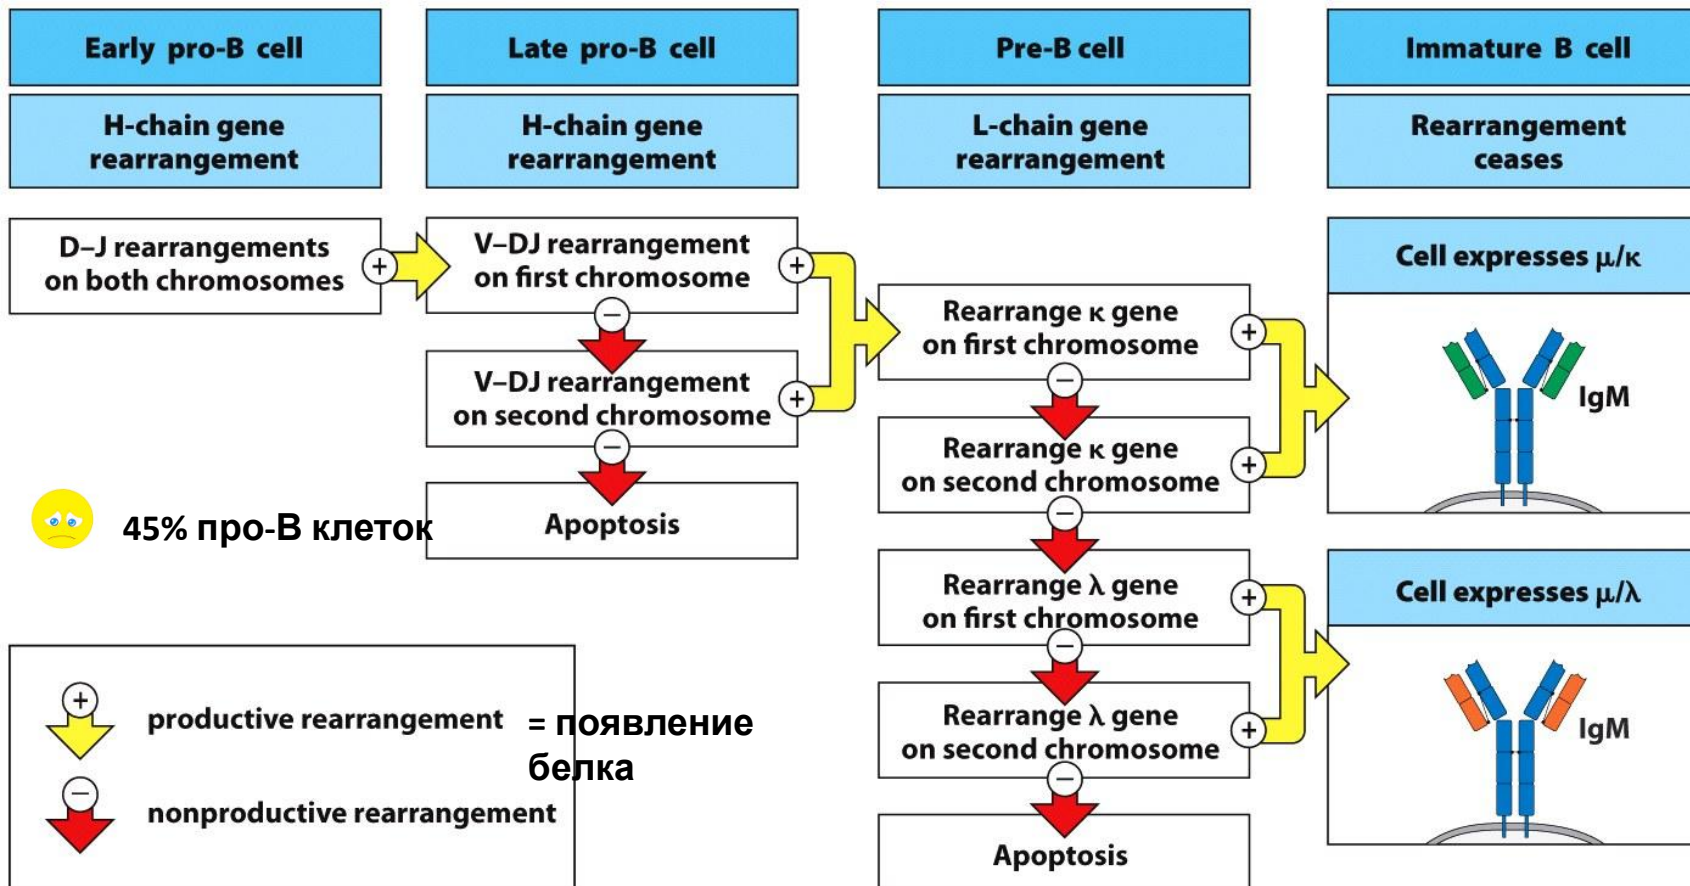 Early pro-B cell
H-chain gene
rearrangement
D–J rearrangements
on both chromosomes
+
Late pro-B cell
H-chain gene
rearrangement
V–DJ rearrangement
on first chromosome
+
−
V–DJ rearrangement
on second chromosome
+
−
Apoptosis
45% про-В клеток
Pre-B cell
L-chain gene
rearrangement
Rearrange κ gene
on first chromosome
+
−
Rearrange κ gene
on second chromosome
+
−
Rearrange λ gene
on first chromosome
+
−
Rearrange λ gene
on second chromosome
+
−
Apoptosis
Immature B cell
Rearrangement
ceases
Cell expresses μ/κ
IgM
Cell expresses μ/λ
IgM
+
productive rearrangement
= появление
белка
−
nonproductive rearrangement